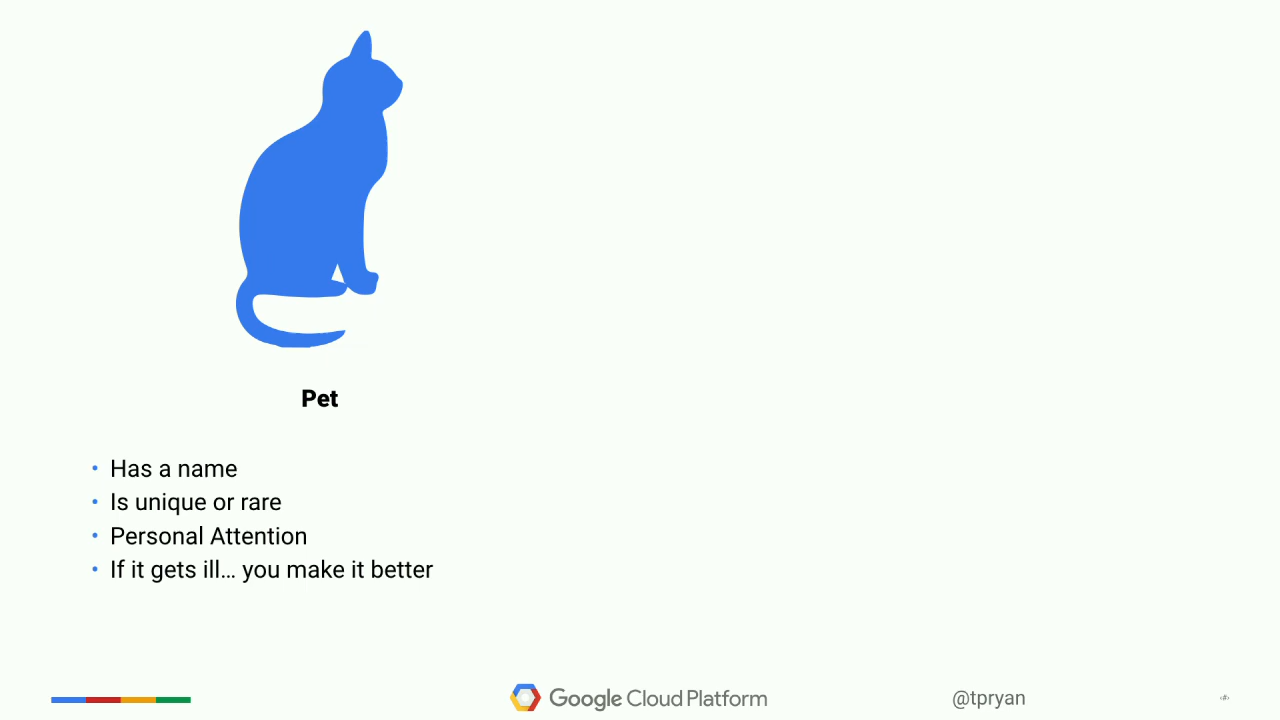 Pet
• Has a name
• Is unique or rare
• Personal Attention
• If it gets ill... you make it better
Google Cloud Platform
@tpryan